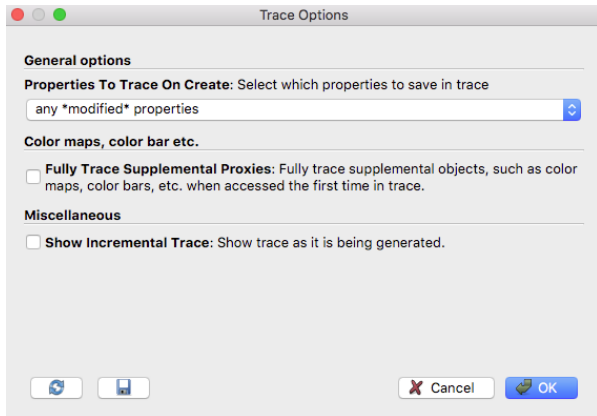 Trace Options
General options
Properties To Trace On Create: Select which properties to save in trace
any *modified* properties
Color maps, color bar etc.
Fully Trace Supplemental Proxies: Fully trace supplemental objects, such as color
maps, color bars, etc. when accessed the first time in trace.
Miscellaneous
Show Incremental Trace: Show trace as it is being generated.
Cancel
OK